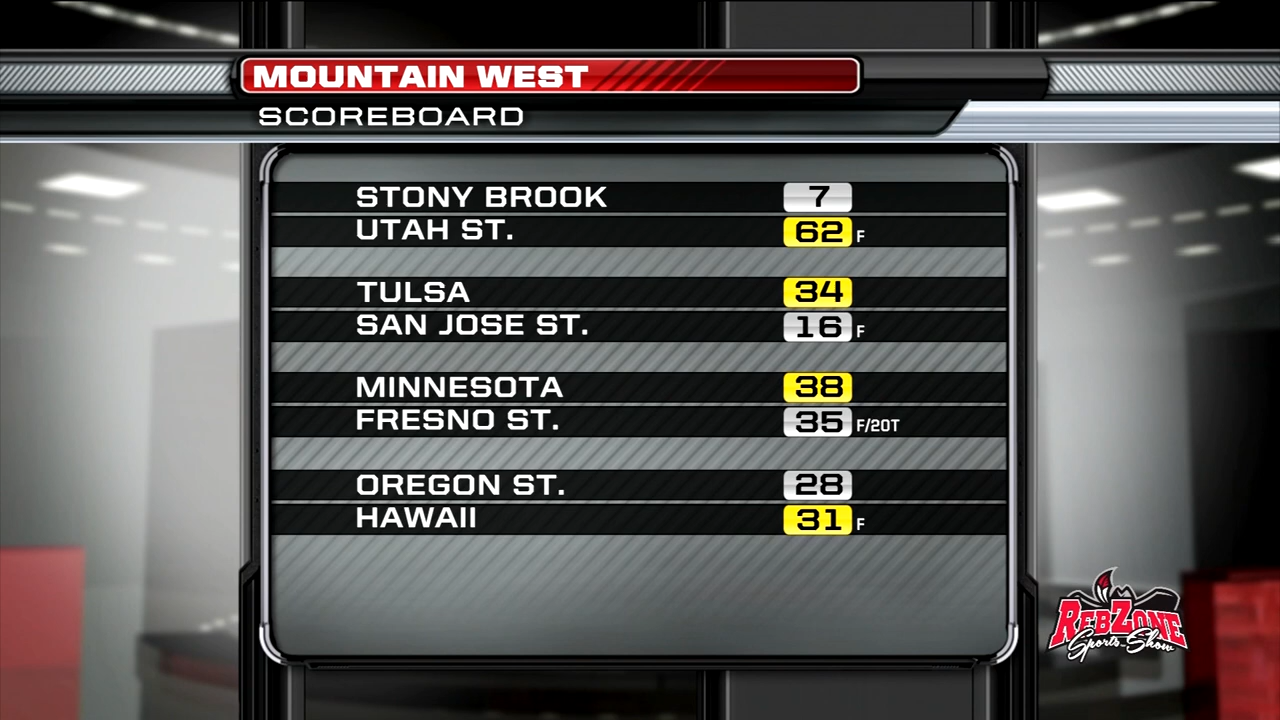 MOUNTAIN WEST
SCOREBOARD
STONY BROOK 7
UTAH ST. 62 F
TULSA 34
SAN JOSE ST. 16 F
MINNESOTA 38
FRESNO ST. 35 F/2OT
OREGON ST. 28
HAWAII 31 F
REBZONE
Sports Show